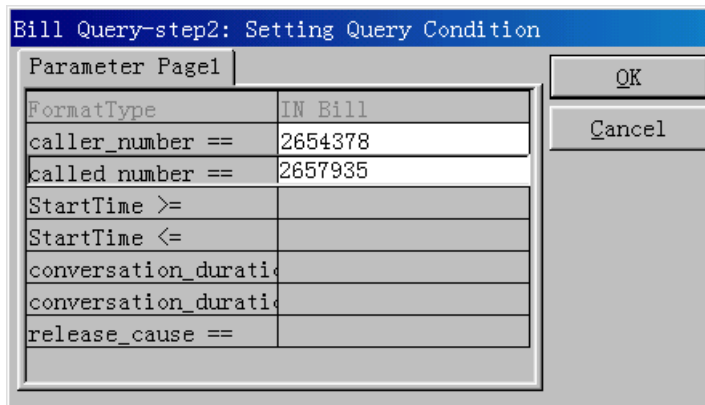 Bill Query-step2: Setting Query Condition
Parameter Page1
OK
Cancel
FormatType IN Bill
caller_number == 2654378
called number == 2657935
StartTime >=
StartTime <=
conversation_durati
conversation_durati
release_cause ==